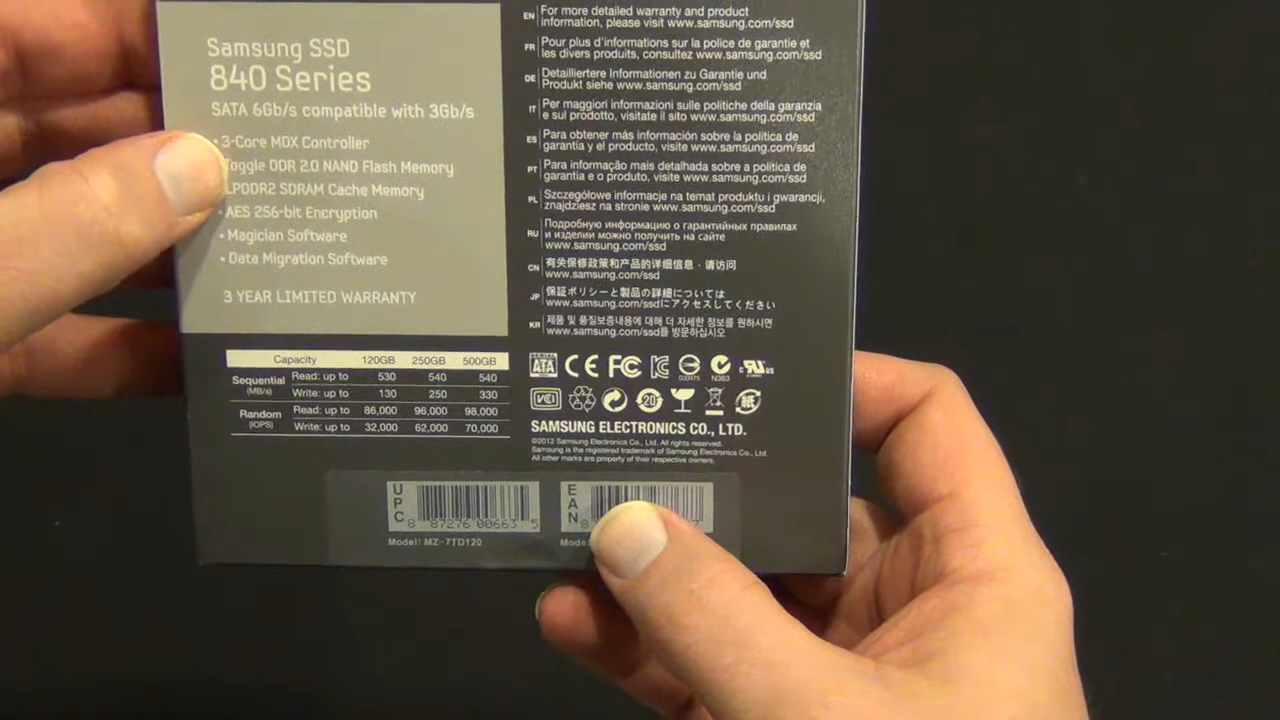 Samsung SSD
840 Series
SATA 6Gb/s compatible with 3Gb/s
• 3-Core MDX Controller
Toggle DDR 2.0 NAND Flash Memory
LPDDR2 SDRAM Cache Memory
• AES 256-bit Encryption
• Magician Software
• Data Migration Software
3 YEAR LIMITED WARRANTY
Capacity 120GB 250GB 500GB
Sequential (MB/s) Read: up to 530 540 540
Write: up to 130 250 330
Random (IOPS) Read: up to 86,000 96,000 98,000
Write: up to 32,000 62,000 70,000
EN For more detailed warranty and product
information, please visit www.samsung.com/ssd
FR Pour plus d'informations sur la police de garantie et
les divers produits, consultez www.samsung.com/ssd
DE Detailliertere Informationen zu Garantie und
Produkt siehe www.samsung.com/ssd
IT Per maggiori informazioni sulle politiche della garanzia
e sul prodotto, visitate il sito www.samsung.com/ssd
ES Para obtener más información sobre la política de
garantía y el producto, visite www.samsung.com/ssd
PT Para informação mais detalhada sobre a política de
garantia e o produto, visite www.samsung.com/ssd
PL Szczegółowe informacje na temat produktu i gwarancji,
znajdziesz na stronie www.samsung.com/ssd
RU Подробную информацию о гарантийных правилах
и изделии можно получить на сайте
www.samsung.com/ssd
CN 有关保修政策和产品的详细信息，请访问
www.samsung.com/ssd
JP 保証ポリシーと製品の詳細については
www.samsung.com/ssdにアクセスしてください
KR 제품 및 품질보증내용에 대해 더 자세한 정보를 원하시면
www.samsung.com/ssd를 방문하십시오
SERIAL ATA CE FC D33475 N363 c RU us
VCI 20 紙
SAMSUNG ELECTRONICS CO., LTD.
©2012 Samsung Electronics Co., Ltd. All rights reserved.
Samsung is the registered trademark of Samsung Electronics Co., Ltd.
All other marks are property of their respective owners.
UPC 8 87276 00663 5
Model: MZ-7TD120
EAN 8